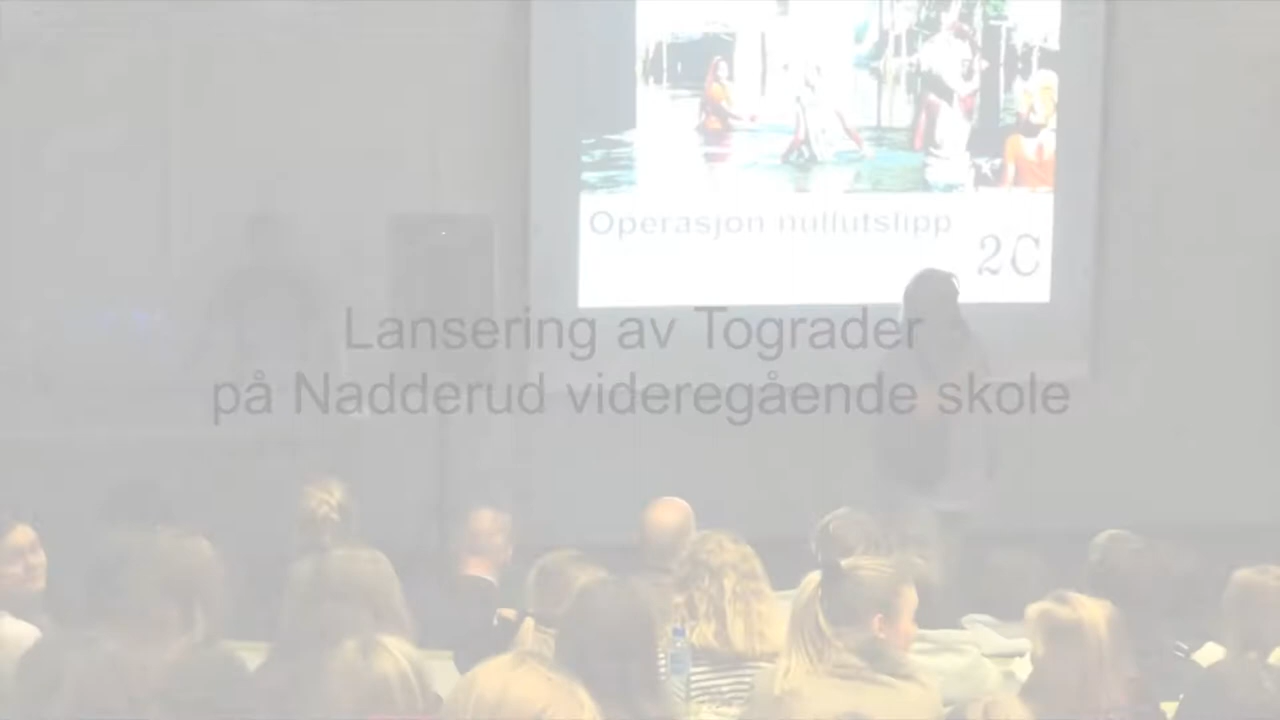 Operasjon nullutslipp
2C
Lansering av Tograder
på Nadderud videregående skole